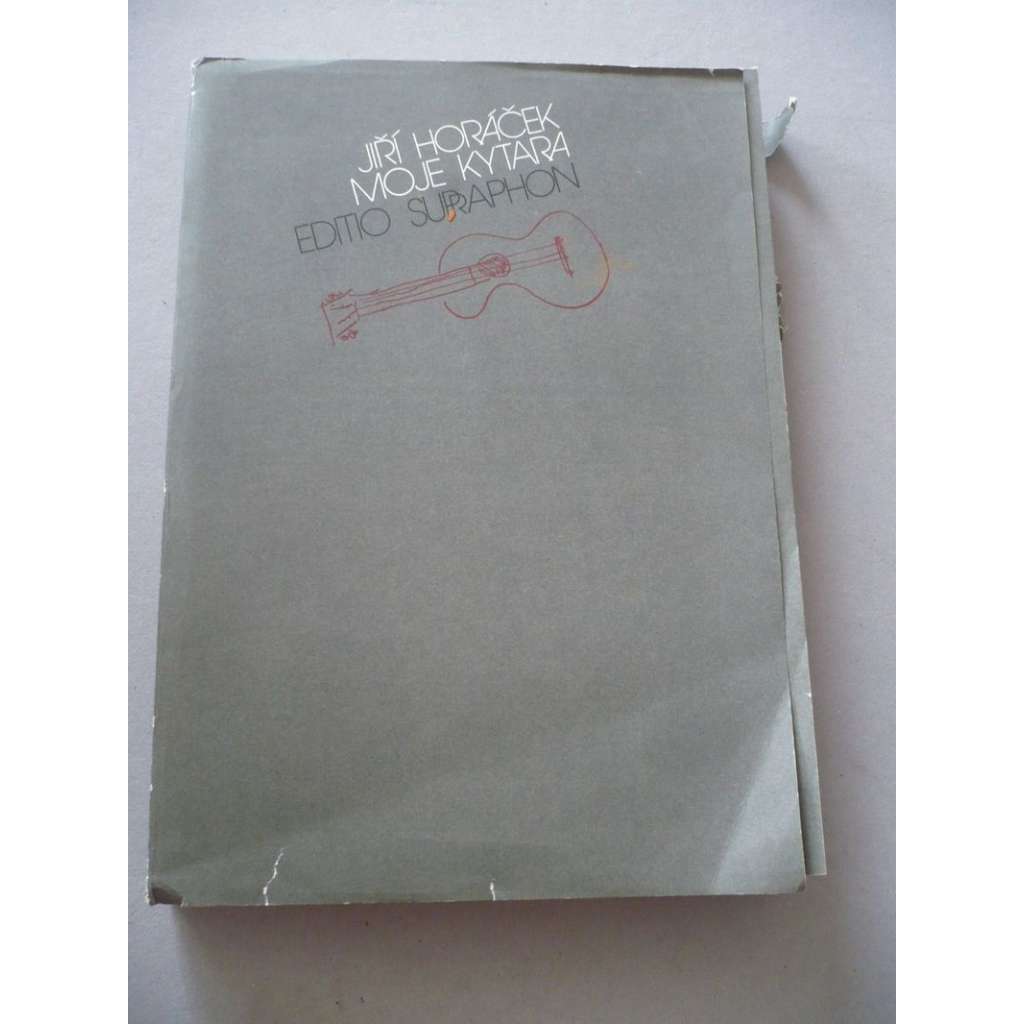 JIŘÍ HORÁČEK
MOJE KYTARA
EDITIO SUPRAPHON